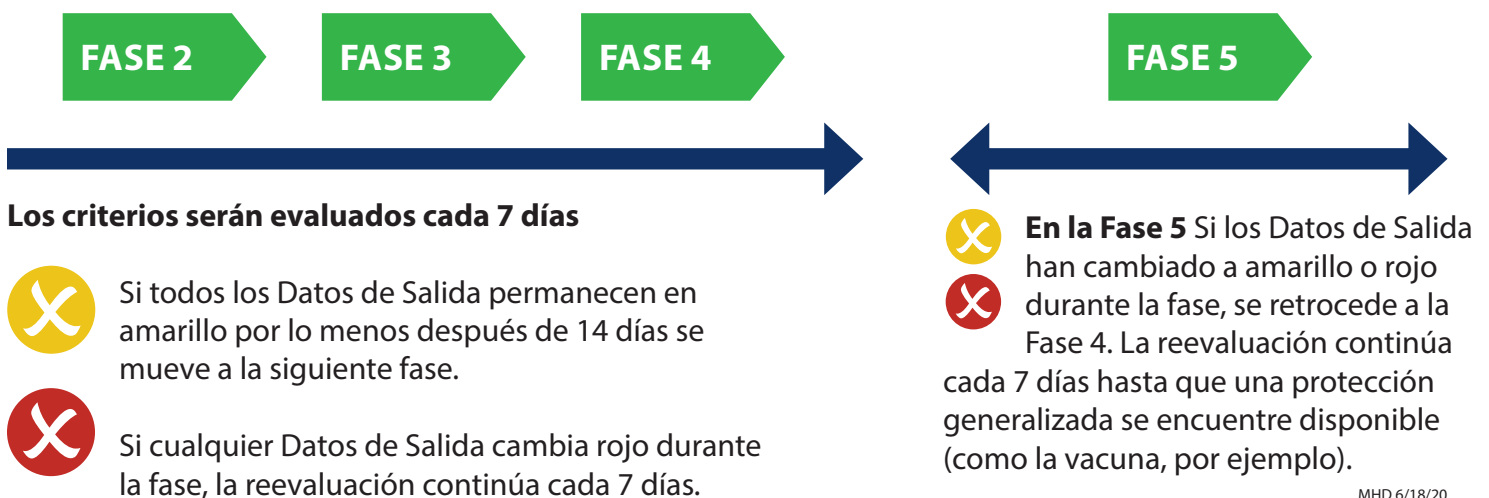 FASE 2
FASE 3
FASE 4
FASE 5
Los criterios serán evaluados cada 7 días
Si todos los Datos de Salida permanecen en
amarillo por lo menos después de 14 días se
mueve a la siguiente fase.
Si cualquier Datos de Salida cambia rojo durante
la fase, la reevaluación continúa cada 7 días.
En la Fase 5 Si los Datos de Salida
han cambiado a amarillo o rojo
durante la fase, se retrocede a la
Fase 4. La reevaluación continúa
cada 7 días hasta que una protección
generalizada se encuentre disponible
(como la vacuna, por ejemplo).
MHD 6/18/20